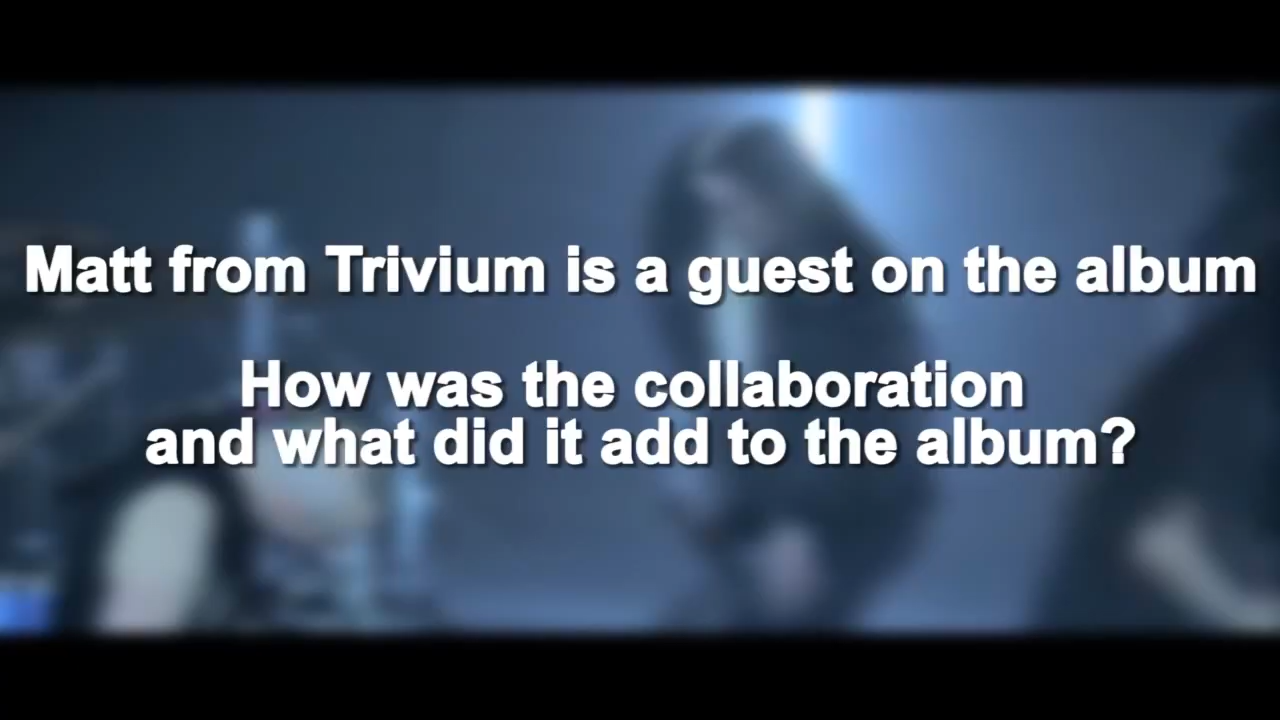 Matt from Trivium is a guest on the album
How was the collaboration
and what did it add to the album?